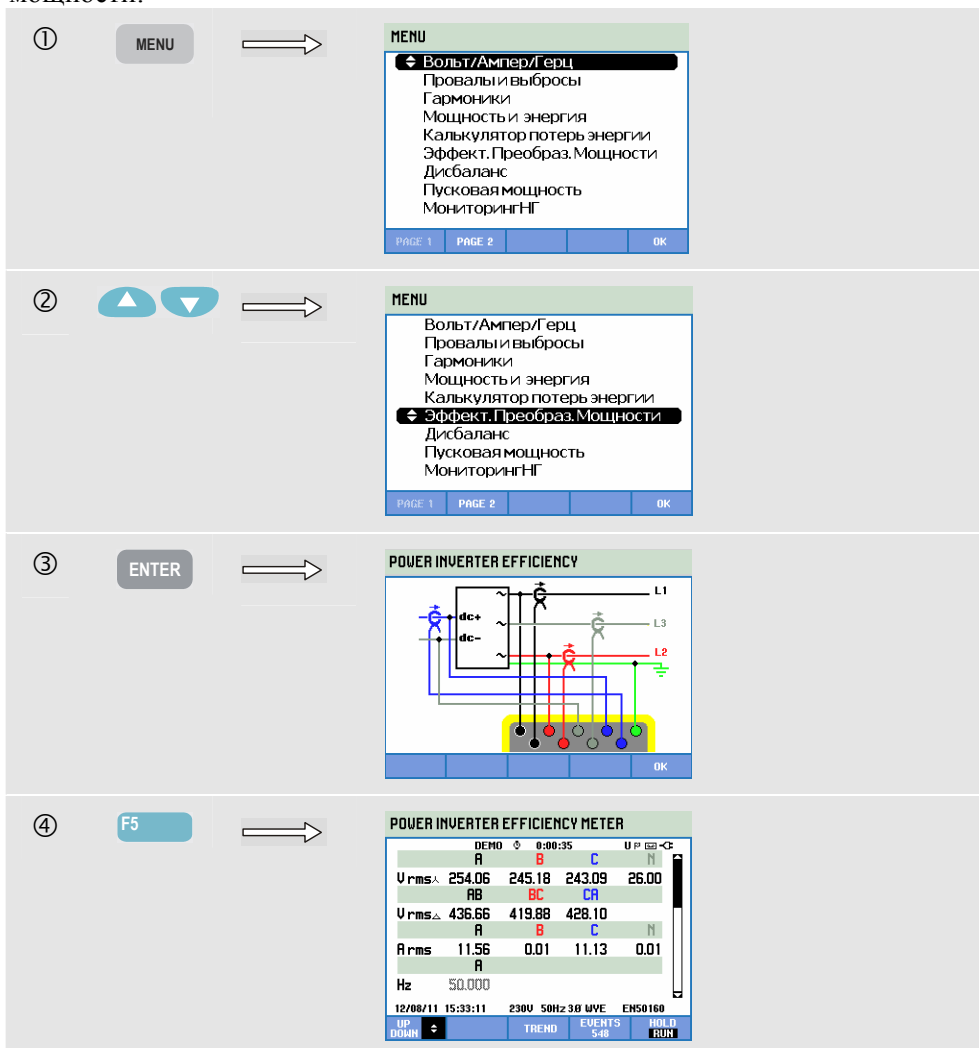 мощности.
①
MENU
MENU
Вольт/Ампер/Герц
Провалы и выбросы
Гармоники
Мощность и энергия
Калькулятор потерь энергии
Эффект. Преобраз. Мощности
Дисбаланс
Пусковая мощность
МониторингНГ
PAGE 1 PAGE 2 OK
②
MENU
Вольт/Ампер/Герц
Провалы и выбросы
Гармоники
Мощность и энергия
Калькулятор потерь энергии
Эффект. Преобраз. Мощности
Дисбаланс
Пусковая мощность
МониторингНГ
PAGE 1 PAGE 2 OK
③
ENTER
POWER INVERTER EFFICIENCY
~ L1
dc+ ~ L3
dc-
~ L2
OK
④
F5
POWER INVERTER EFFICIENCY METER
DEMO 0:00:35 U P
A B C N
V rms 254.06 245.18 243.09 26.00
AB BC CA
V rms 436.66 419.88 428.10
A B C N
A rms 11.56 0.01 11.13 0.01
A
Hz 50.000
12/08/11 15:33:11 230V 50Hz 3.0 WYE EN50160
UP DOWN TREND EVENTS 548 HOLD RUN